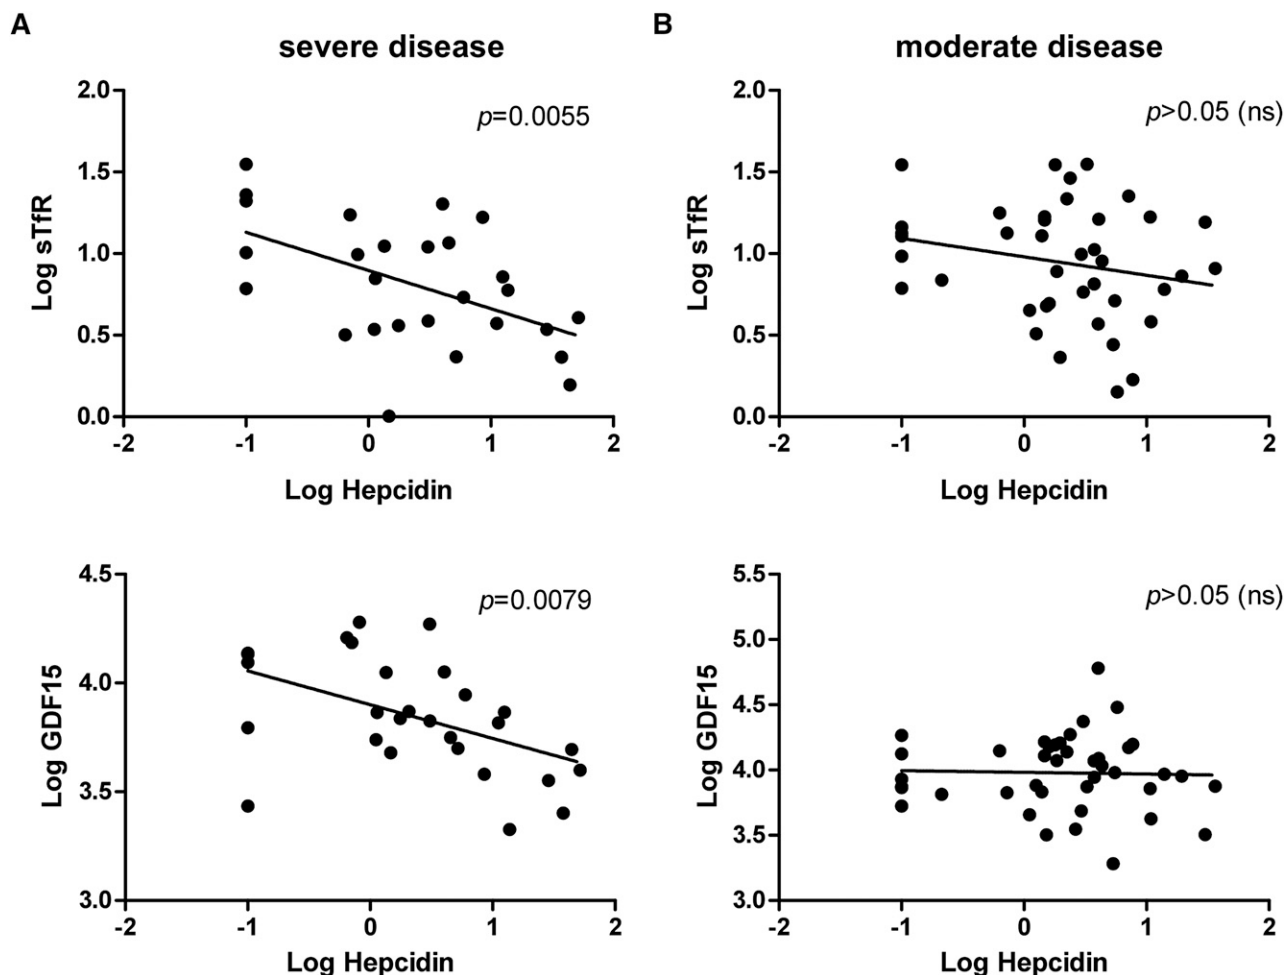 A
severe disease
p=0.0055
Log sTfR
2.0
1.5
1.0
0.5
0.0
-2
-1
0
1
2
Log Hepcidin
B
moderate disease
p>0.05 (ns)
Log sTfR
2.0
1.5
1.0
0.5
0.0
-2
-1
0
1
2
Log Hepcidin
p=0.0079
Log GDF15
4.5
4.0
3.5
3.0
-2
-1
0
1
2
Log Hepcidin
p>0.05 (ns)
Log GDF15
5.5
5.0
4.5
4.0
3.5
3.0
-2
-1
0
1
2
Log Hepcidin